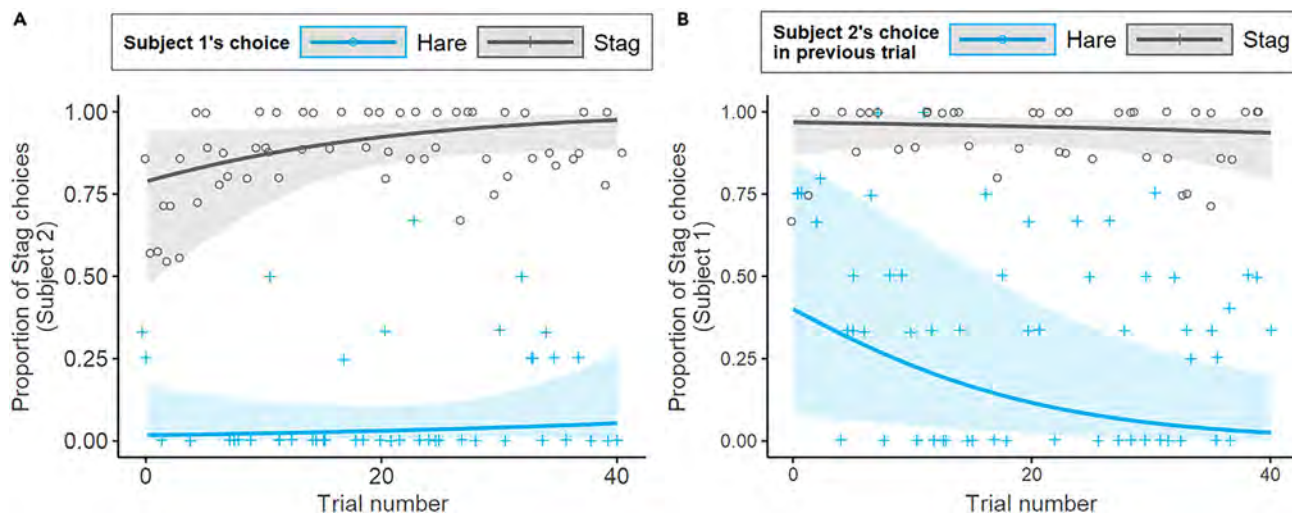 A
Subject 1's choice
Hare
Stag
Proportion of Stag choices
(Subject 2)
1.00
0.75
0.50
0.25
0.00
0
20
40
Trial number
B
Subject 2's choice
in previous trial
Hare
Stag
Proportion of Stag choices
(Subject 1)
1.00
0.75
0.50
0.25
0.00
0
20
40
Trial number